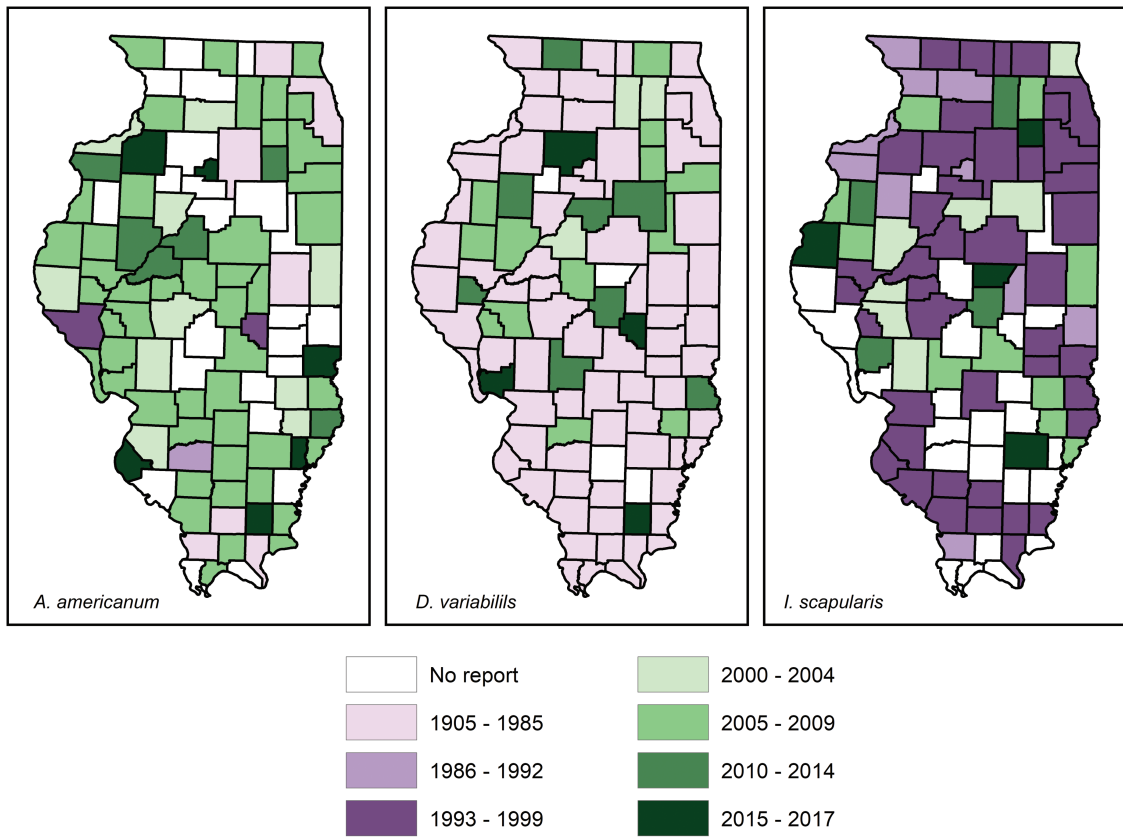 A. americanum
D. variabilils
I. scapularis
No report
1905 - 1985
1986 - 1992
1993 - 1999
2000 - 2004
2005 - 2009
2010 - 2014
2015 - 2017